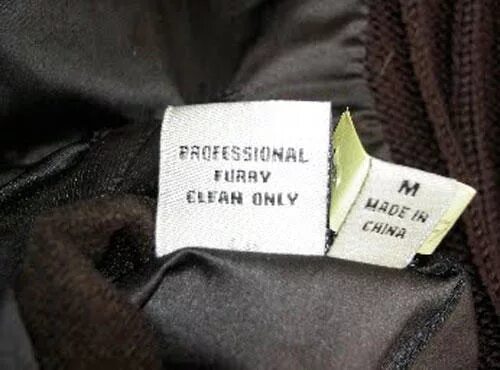 PROFESSIONAL
FURRY
CLEAN ONLY
M
MADE IN
CHINA